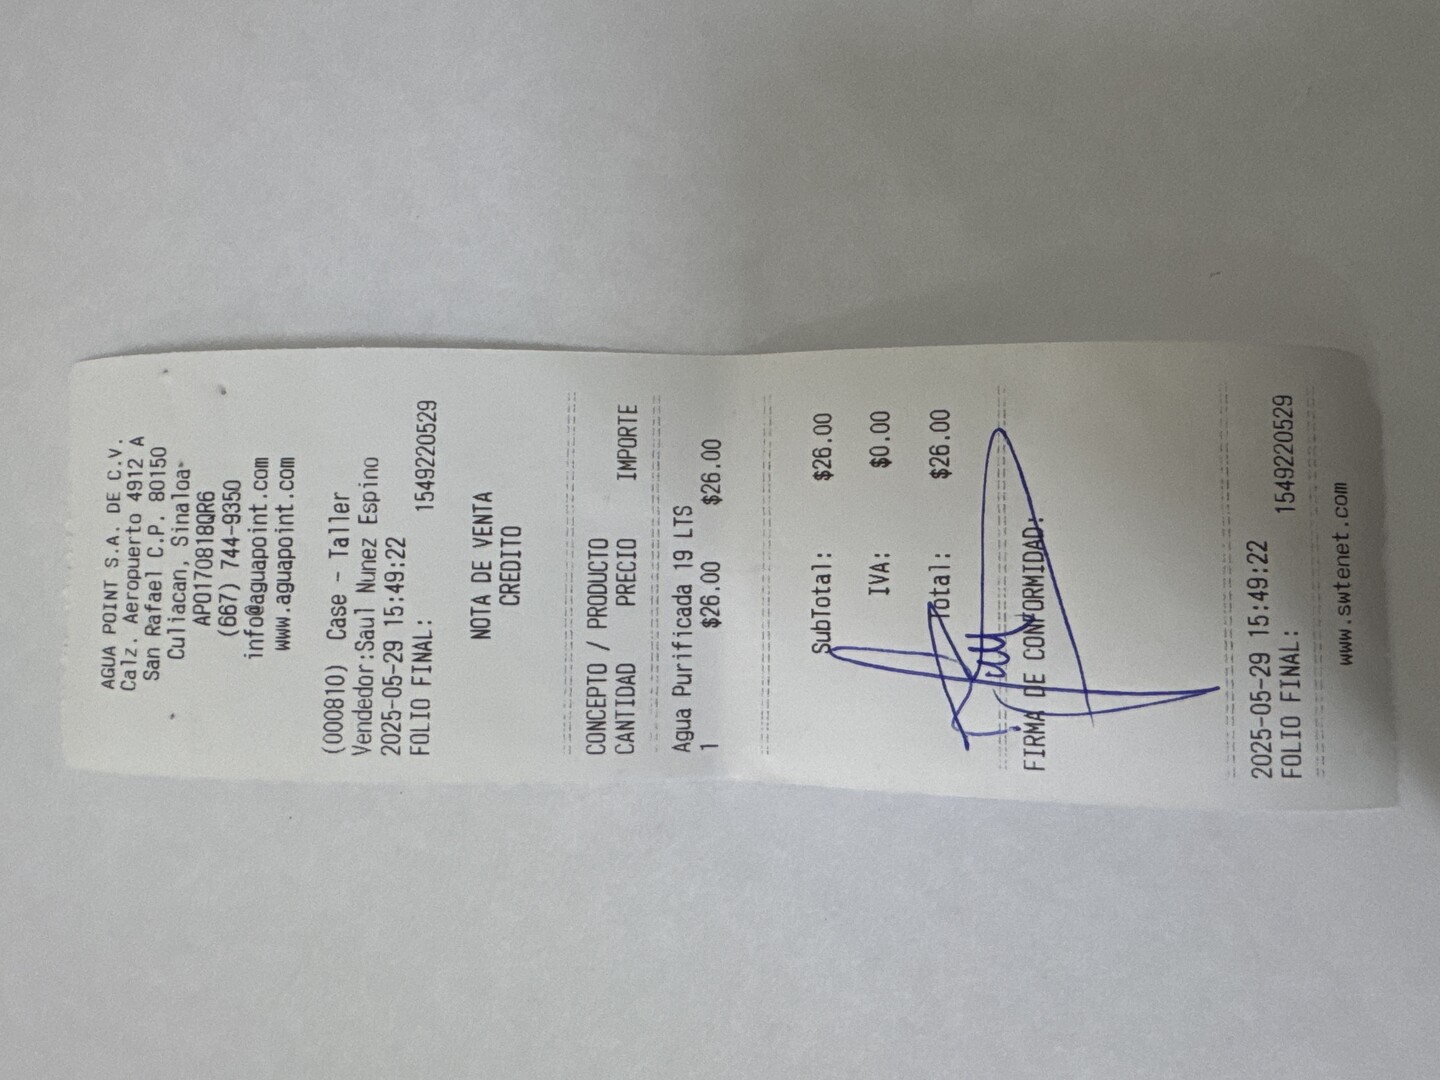 AGUA POINT S.A. DE C.V.
Calz. Aeropuerto 4912 A
San Rafael C.P. 80150
Culiacan, Sinaloa
APO170818QR6
(667) 744-9350
info@aguapoint.com
www.aguapoint.com
(000810) Case - Taller
Vendedor:Saul Nunez Espino
2025-05-29 15:49:22
FOLIO FINAL: 1549220529
NOTA DE VENTA
CREDITO
CONCEPTO / PRODUCTO
CANTIDAD PRECIO IMPORTE
Agua Purificada 19 LTS
1 $26.00 $26.00
SubTotal: $26.00
IVA: $0.00
Total: $26.00
FIRMA DE CONFORMIDAD:
2025-05-29 15:49:22
FOLIO FINAL: 1549220529
www.swtenet.com